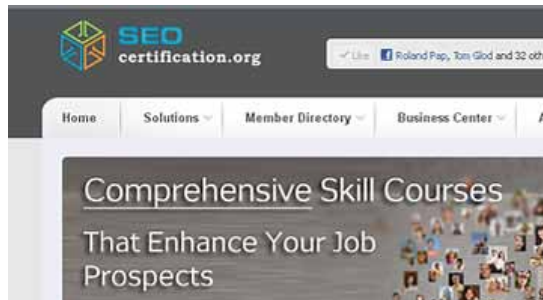 SEO
certification.org
Like Roland Pap, Tom Glod and 32 oth
Home Solutions Member Directory Business Center A
Comprehensive Skill Courses
That Enhance Your Job
Prospects